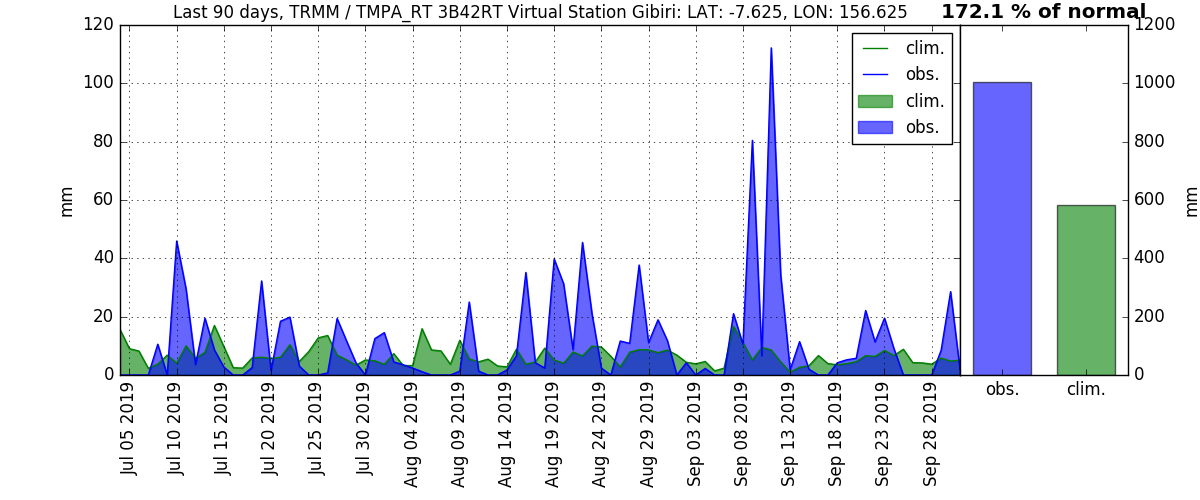 Last 90 days, TRMM / TMPA_RT 3B42RT Virtual Station Gibiri: LAT: -7.625, LON: 156.625
172.1 % of normal
120
100
80
60
40
20
0
mm
clim.
obs.
clim.
obs.
1200
1000
800
600
400
200
0
mm
obs.
clim.
Jul 05 2019
Jul 10 2019
Jul 15 2019
Jul 20 2019
Jul 25 2019
Jul 30 2019
Aug 04 2019
Aug 09 2019
Aug 14 2019
Aug 19 2019
Aug 24 2019
Aug 29 2019
Sep 03 2019
Sep 08 2019
Sep 13 2019
Sep 18 2019
Sep 23 2019
Sep 28 2019